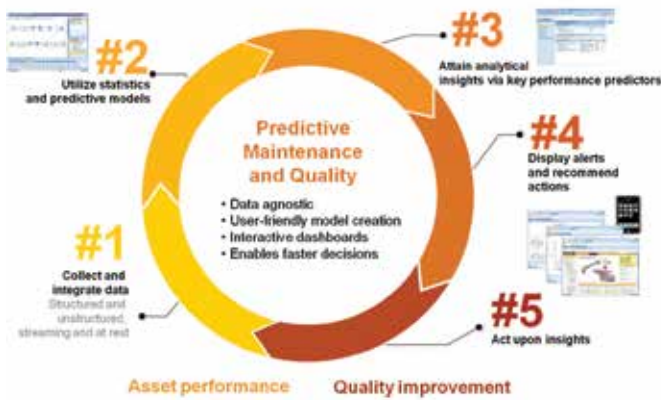 #2
Utilize statistics
and predictive models
#3
Attain analytical
insights via key performance predictors
Predictive
Maintenance
and Quality
• Data agnostic
• User-friendly model creation
• Interactive dashboards
• Enables faster decisions
#4
Display alerts
and recommend
actions
#1
Collect and
integrate data
Structured and
unstructured,
streaming and at rest
#5
Act upon insights
Asset performance
Quality improvement